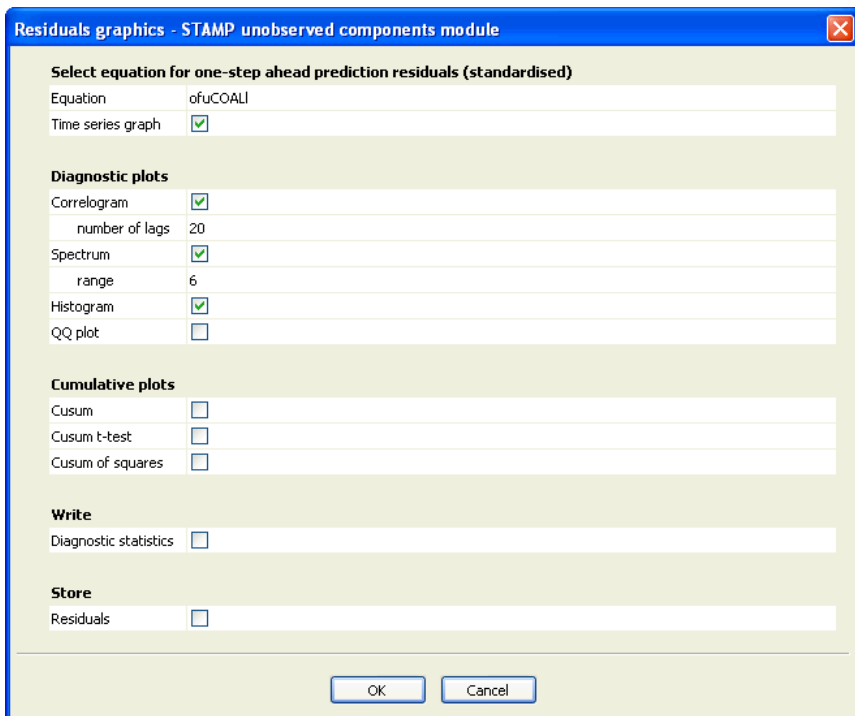 Residuals graphics - STAMP unobserved components module
Select equation for one-step ahead prediction residuals (standardised)
Equation ofuCOALl
Time series graph
Diagnostic plots
Correlogram
number of lags 20
Spectrum
range 6
Histogram
QQ plot
Cumulative plots
Cusum
Cusum t-test
Cusum of squares
Write
Diagnostic statistics
Store
Residuals
OK Cancel